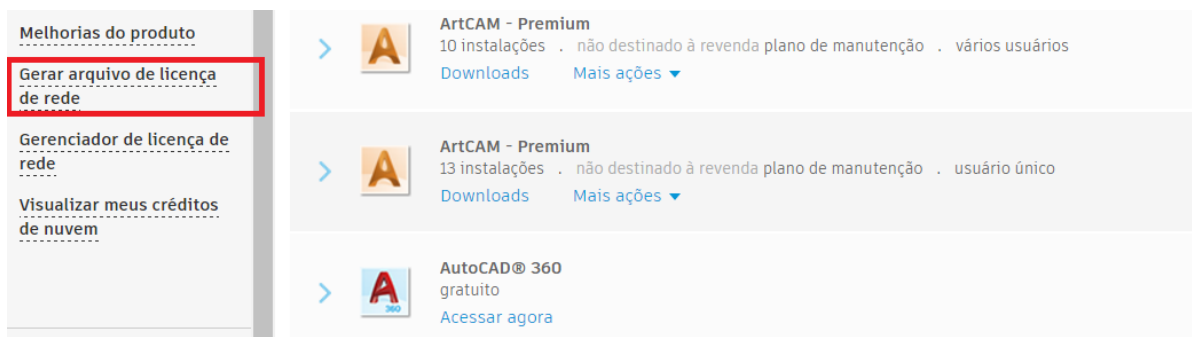 Melhorias do produto
Gerar arquivo de licença
de rede
Gerenciador de licença de
rede
Visualizar meus créditos
de nuvem
ArtCAM - Premium
10 instalações . não destinado à revenda plano de manutenção . vários usuários
Downloads Mais ações
ArtCAM - Premium
13 instalações . não destinado à revenda plano de manutenção . usuário único
Downloads Mais ações
360
AutoCAD® 360
gratuito
Acessar agora